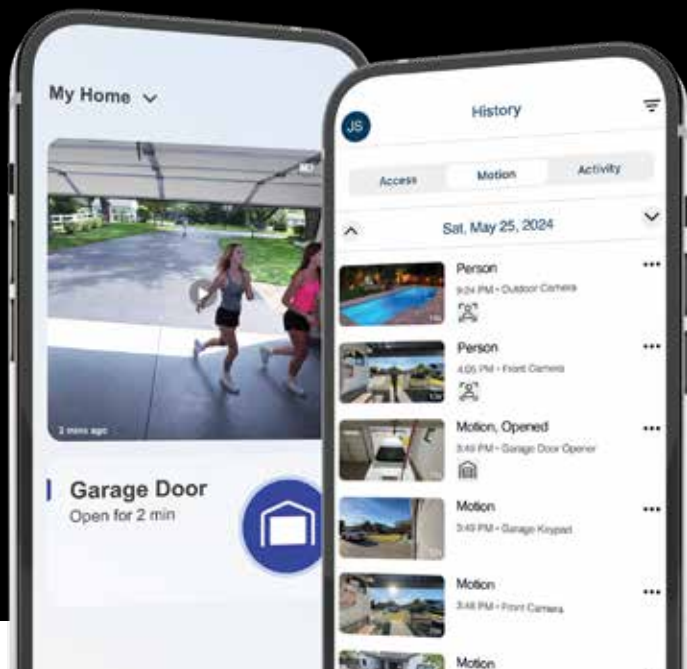 My Home
2 mins ago
Garage Door
Open for 2 min
JS
History
Access
Motion
Activity
Sat, May 25, 2024
Person
9:24 PM • Outdoor Camera
Person
4:05 PM • Front Camera
Motion, Opened
3:49 PM • Garage Door Opener
Motion
3:49 PM • Garage Keypad
Motion
3:48 PM • Front Camera
Motion